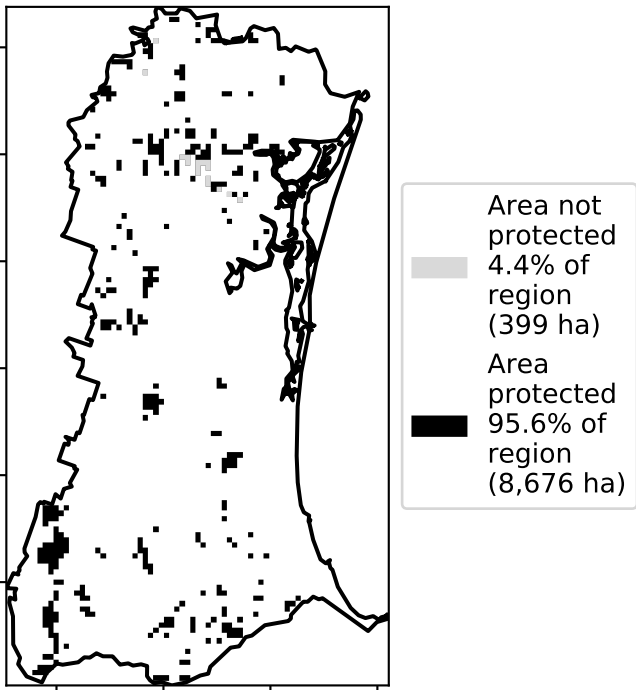 Area not
protected
4.4% of
region
(399 ha)
Area
protected
95.6% of
region
(8,676 ha)